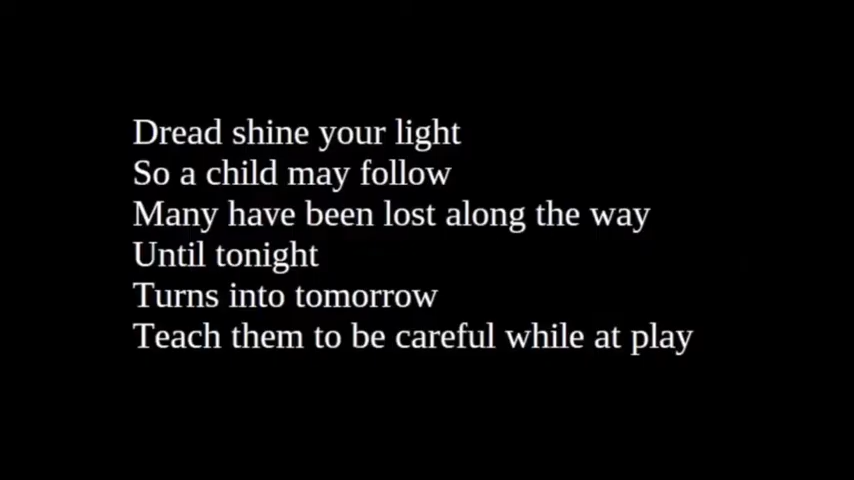 Dread shine your light
So a child may follow
Many have been lost along the way
Until tonight
Turns into tomorrow
Teach them to be careful while at play